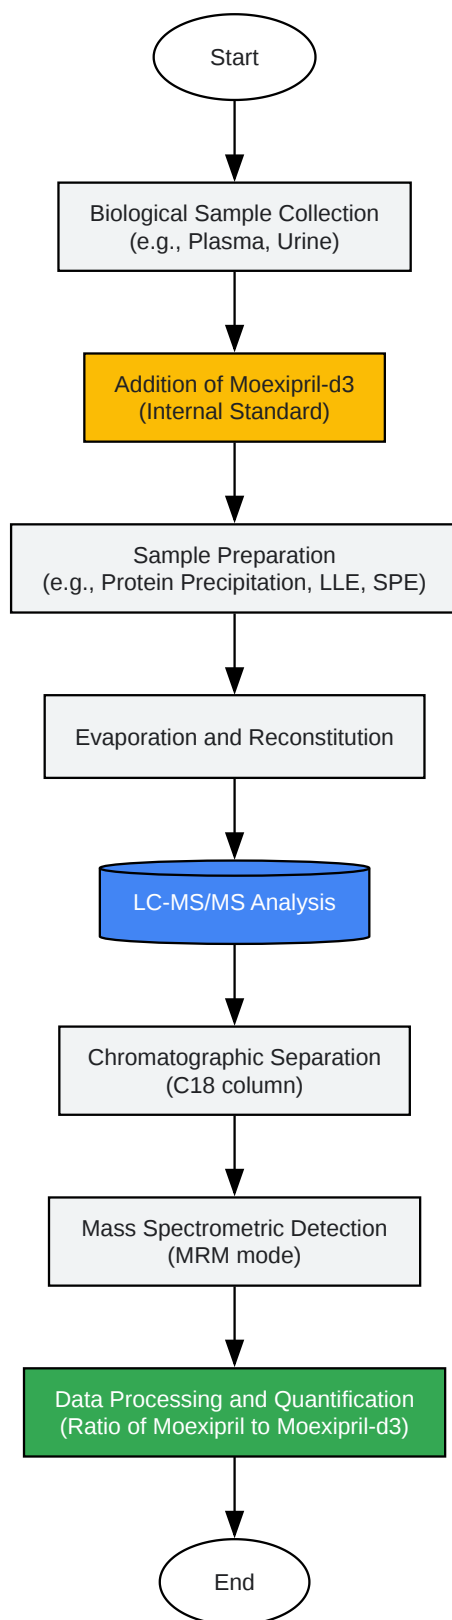 Start
Biological Sample Collection
(e.g., Plasma, Urine)
Addition of Moexipril-d3
(Internal Standard)
Sample Preparation
(e.g., Protein Precipitation, LLE, SPE)
Evaporation and Reconstitution
LC-MS/MS Analysis
Chromatographic Separation
(C18 column)
Mass Spectrometric Detection
(MRM mode)
Data Processing and Quantification
(Ratio of Moexipril to Moexipril-d3)
End